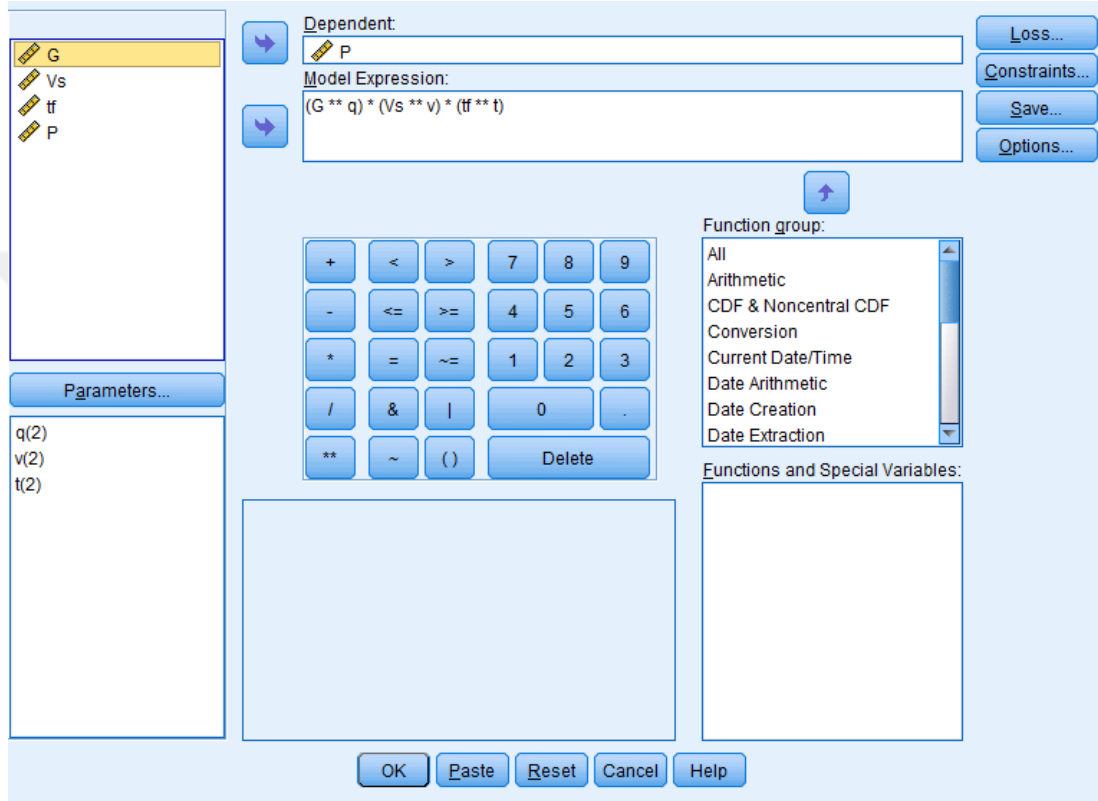 G
Vs
tf
P
Parameters...
q(2)
v(2)
t(2)
Dependent:
P
Model Expression:
(G ** q) * (Vs ** v) * (tf ** t)
Loss...
Constraints...
Save...
Options...
+ < > 7 8 9
- <= >= 4 5 6
* = ~= 1 2 3
/ & | 0 .
** ~ ( ) Delete
Function group:
All
Arithmetic
CDF & Noncentral CDF
Conversion
Current Date/Time
Date Arithmetic
Date Creation
Date Extraction
Functions and Special Variables:
OK Paste Reset Cancel Help